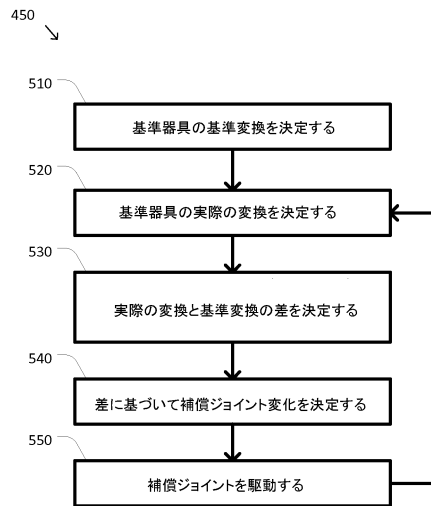 450
510
基準器具の基準変換を決定する
520
基準器具の実際の変換を決定する
530
実際の変換と基準変換の差を決定する
540
差に基づいて補償ジョイント変化を決定する
550
補償ジョイントを駆動する